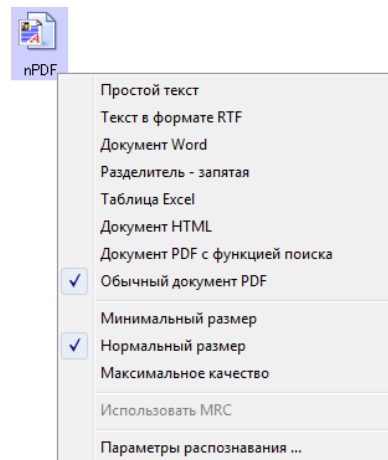 nPDF
Простой текст
Текст в формате RTF
Документ Word
Разделитель - запятая
Таблица Excel
Документ HTML
Документ PDF с функцией поиска
Обычный документ PDF
Минимальный размер
Нормальный размер
Максимальное качество
Использовать MRC
Параметры распознавания ...